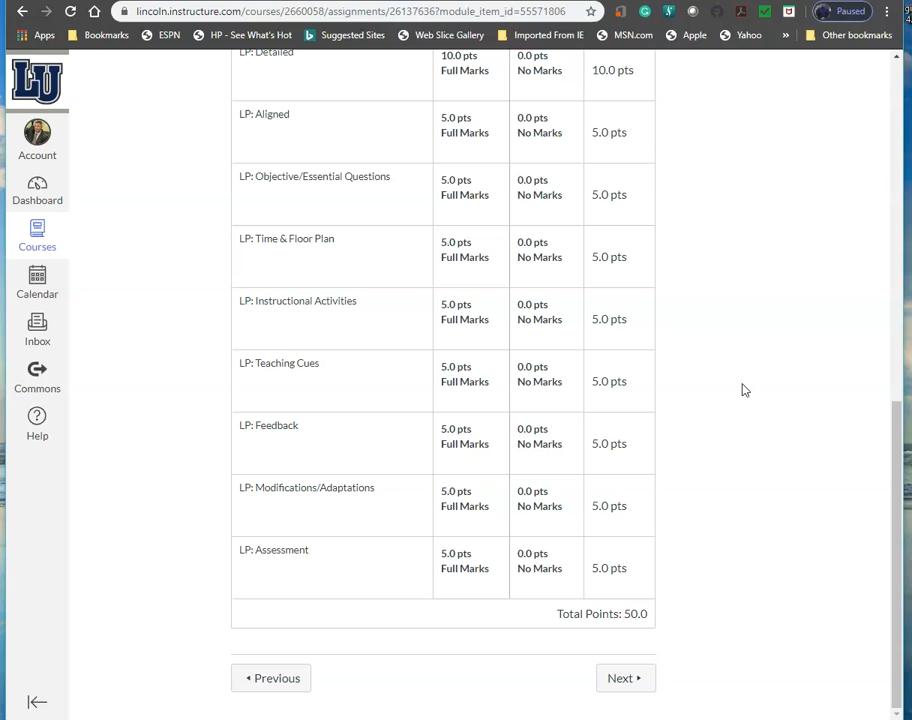 lincoln.instructure.com/courses/2660058/assignments/26137636?module_item_id=55571806
Paused
Apps Bookmarks ESPN HP - See What's Hot Suggested Sites Web Slice Gallery Imported From IE MSN.com Apple Yahoo » Other bookmarks
LU
Account
Dashboard
Courses
Calendar
Inbox
Commons
Help
LP: Detailed
10.0 pts 0.0 pts
Full Marks No Marks
10.0 pts
LP: Aligned
5.0 pts 0.0 pts
Full Marks No Marks
5.0 pts
LP: Objective/Essential Questions
5.0 pts 0.0 pts
Full Marks No Marks
5.0 pts
LP: Time & Floor Plan
5.0 pts 0.0 pts
Full Marks No Marks
5.0 pts
LP: Instructional Activities
5.0 pts 0.0 pts
Full Marks No Marks
5.0 pts
LP: Teaching Cues
5.0 pts 0.0 pts
Full Marks No Marks
5.0 pts
LP: Feedback
5.0 pts 0.0 pts
Full Marks No Marks
5.0 pts
LP: Modifications/Adaptations
5.0 pts 0.0 pts
Full Marks No Marks
5.0 pts
LP: Assessment
5.0 pts 0.0 pts
Full Marks No Marks
5.0 pts
Total Points: 50.0
Previous Next